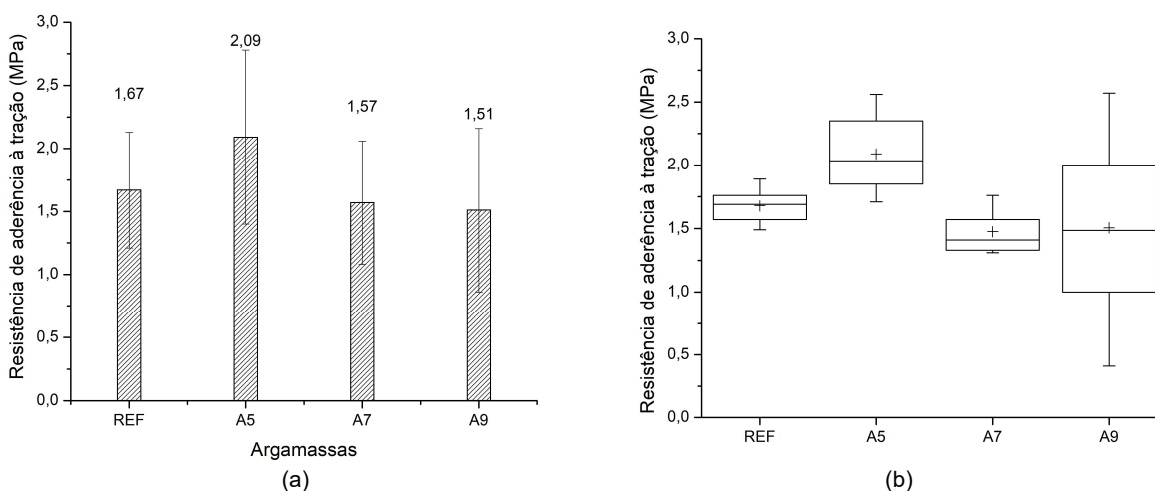 Resistência de aderência à tração (MPa)
3,0
2,5
2,0
1,5
1,0
0,5
0,0
1,67
2,09
1,57
1,51
REF
A5
A7
A9
Argamassas
(a)
Resistência de aderência à tração (MPa)
3,0
2,5
2,0
1,5
1,0
0,5
0,0
REF
A5
A7
A9
(b)